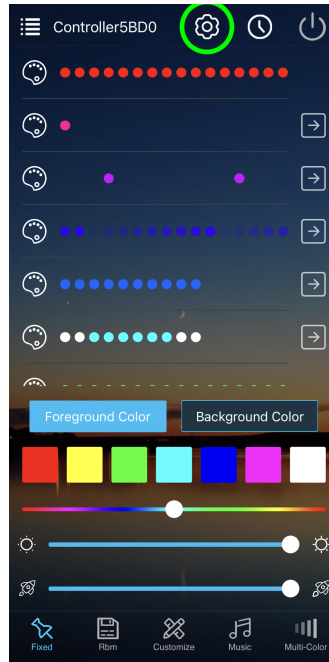 Controller5BD0
Foreground Color
Background Color
Fixed
Rbm
Customize
Music
Multi-Color